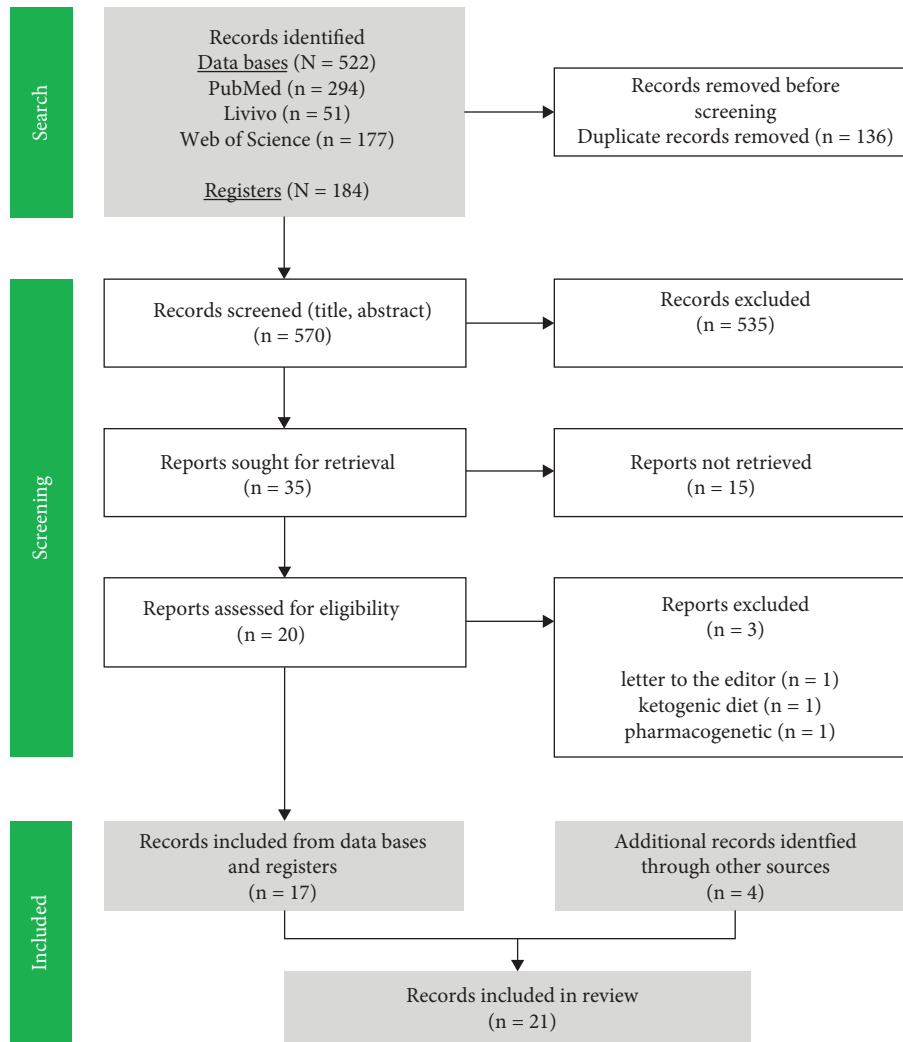 Search
Records identified
Data bases (N = 522)
PubMed (n = 294)
Livivo (n = 51)
Web of Science (n = 177)
Registers (N = 184)
Records removed before
screening
Duplicate records removed (n = 136)
Screening
Records screened (title, abstract)
(n = 570)
Records excluded
(n = 535)
Reports sought for retrieval
(n = 35)
Reports not retrieved
(n = 15)
Reports assessed for eligibility
(n = 20)
Reports excluded
(n = 3)
letter to the editor (n = 1)
ketogenic diet (n = 1)
pharmacogenetic (n = 1)
Included
Records included from data bases
and registers
(n = 17)
Additional records identfied
through other sources
(n = 4)
Records included in review
(n = 21)